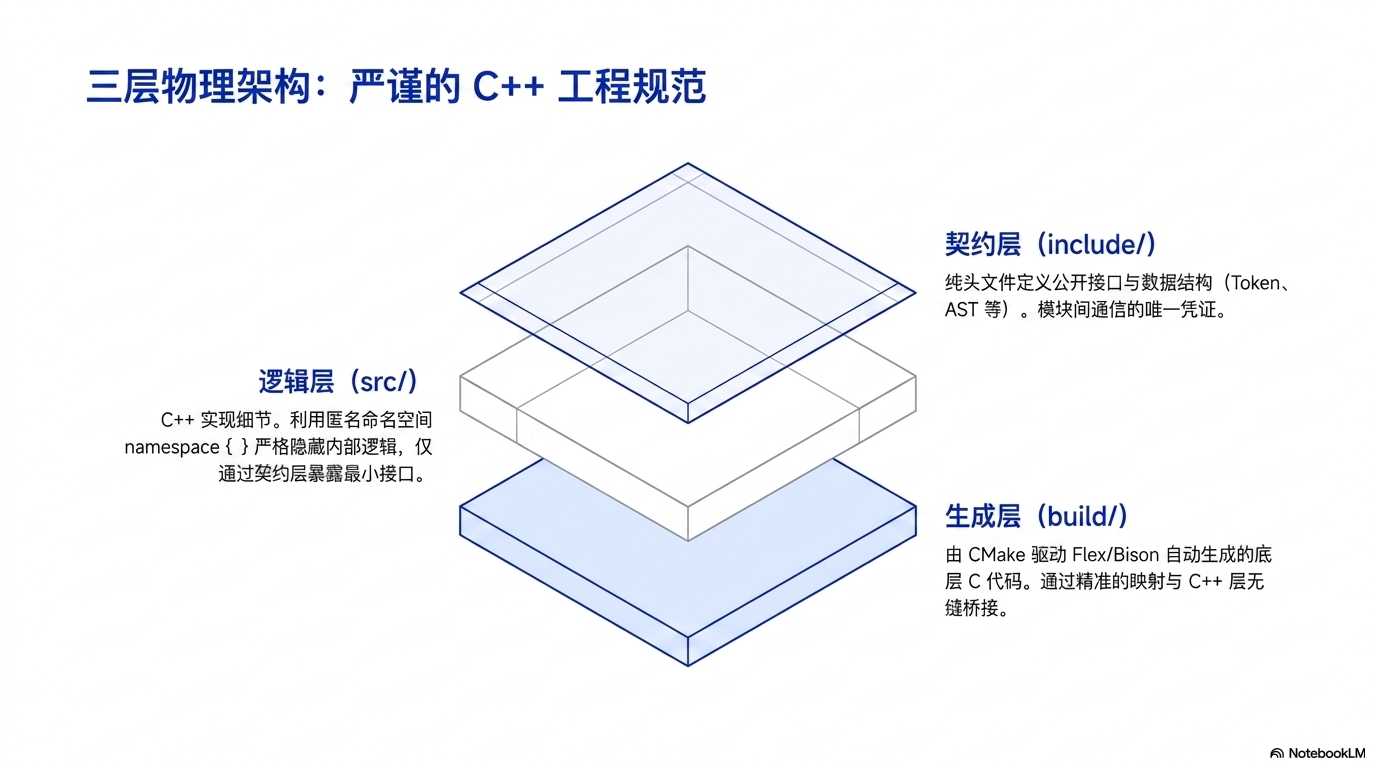 三层物理架构：严谨的 C++ 工程规范
契约层（include/）
纯头文件定义公开接口与数据结构（Token、
AST 等）。模块间通信的唯一凭证。
逻辑层（src/）
C++ 实现细节。利用匿名命名空间
namespace { } 严格隐藏内部逻辑，仅
通过契约层暴露最小接口。
生成层（build/）
由 CMake 驱动 Flex/Bison 自动生成的底
层 C 代码。通过精准的映射与 C++ 层无
缝桥接。
NotebookLM